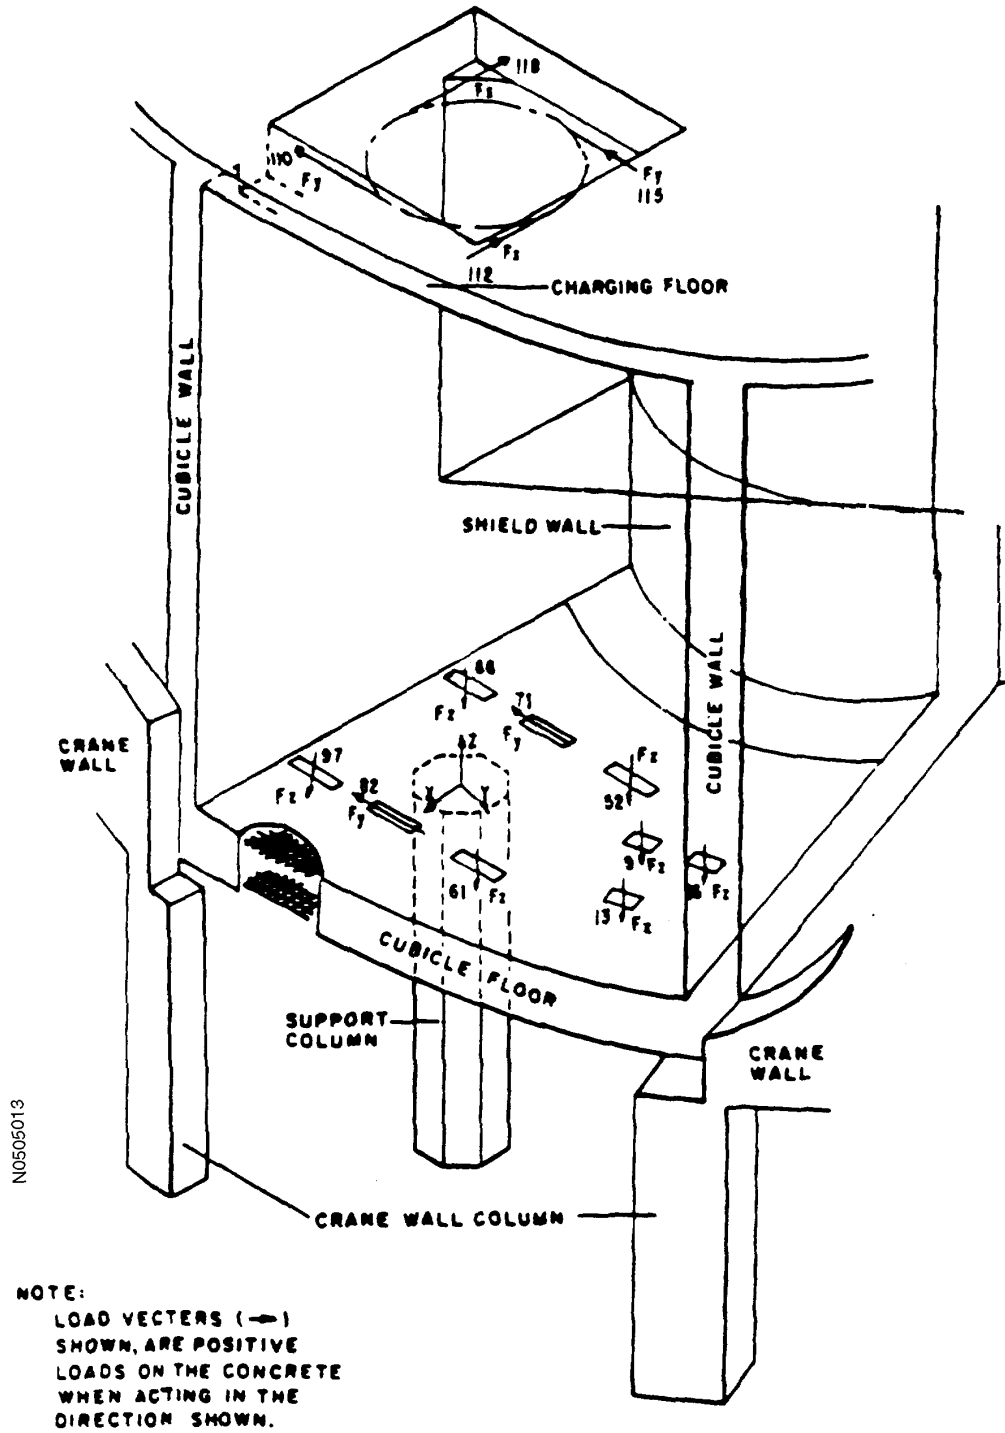 118
Fx
110
Fy
Fy
115
Fx
112
CHARGING FLOOR
CUBICLE WALL
SHIELD WALL
CUBICLE WALL
66
Fz
71
Fy
CRANE
WALL
97
Fz
Z
X
Y
82
Fy
Fz
52
9
Fz
Fz
61
Fz
13
Fz
CUBICLE FLOOR
SUPPORT
COLUMN
CRANE
WALL
N0505013
CRANE WALL COLUMN
NOTE:
LOAD VECTERS (→)
SHOWN, ARE POSITIVE
LOADS ON THE CONCRETE
WHEN ACTING IN THE
DIRECTION SHOWN.